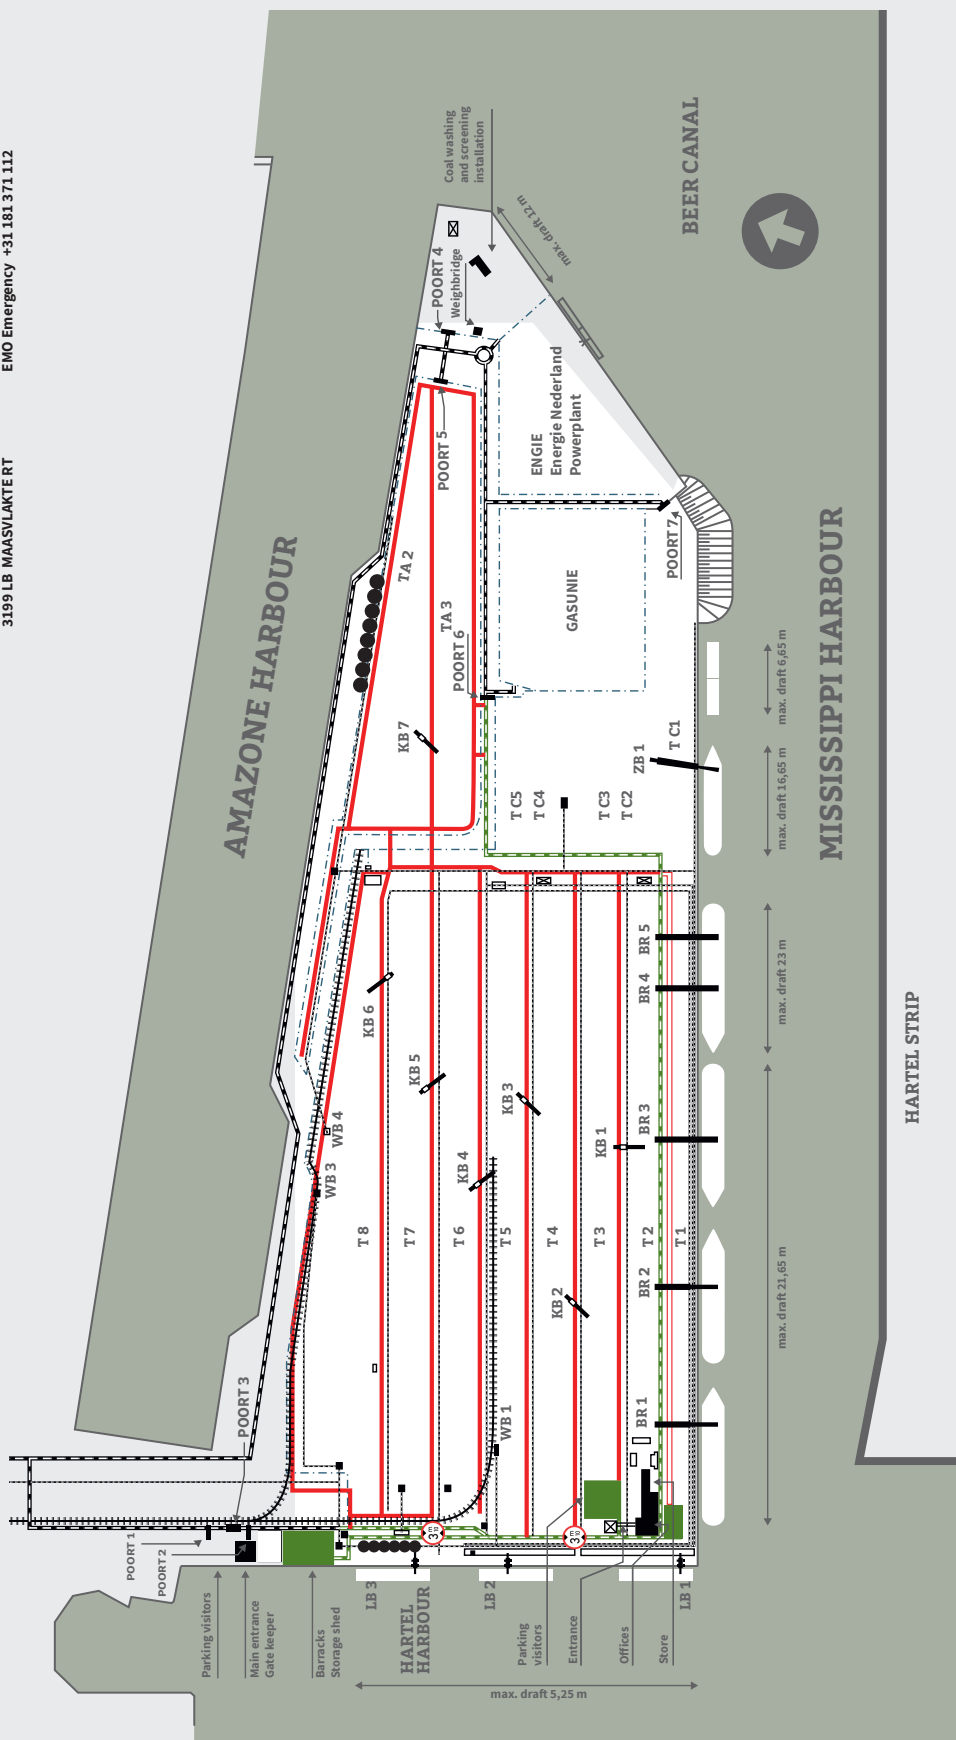 3199 LB MAASVLAKTE RT
EMO Emergency +31 181 371 112
AMAZONE HARBOUR
BEER CANAL
MISSISSIPPI HARBOUR
HARTEL STRIP
HARTEL
HARBOUR
Coal washing
and screening
installation
max. draft 12 m
POORT 4
Weighbridge
POORT 5
ENGIE
Energie Nederland
Powerplant
POORT 7
GASUNIE
POORT 6
TA 2
TA 3
KB 7
T C5
T C4
T C3
T C2
T C1
ZB 1
max. draft 6,65 m
max. draft 16,65 m
max. draft 23 m
max. draft 21,65 m
BR 5
BR 4
BR 3
BR 2
BR 1
KB 6
KB 5
KB 3
KB 1
KB 4
KB 2
WB 4
WB 3
WB 1
T 8
T 7
T 6
T 5
T 4
T 3
T 2
T 1
POORT 3
POORT 1
POORT 2
Parking visitors
Main entrance
Gate keeper
Barracks
Storage shed
LB 3
LB 2
LB 1
Parking
visitors
Entrance
Offices
Store
max. draft 5,25 m